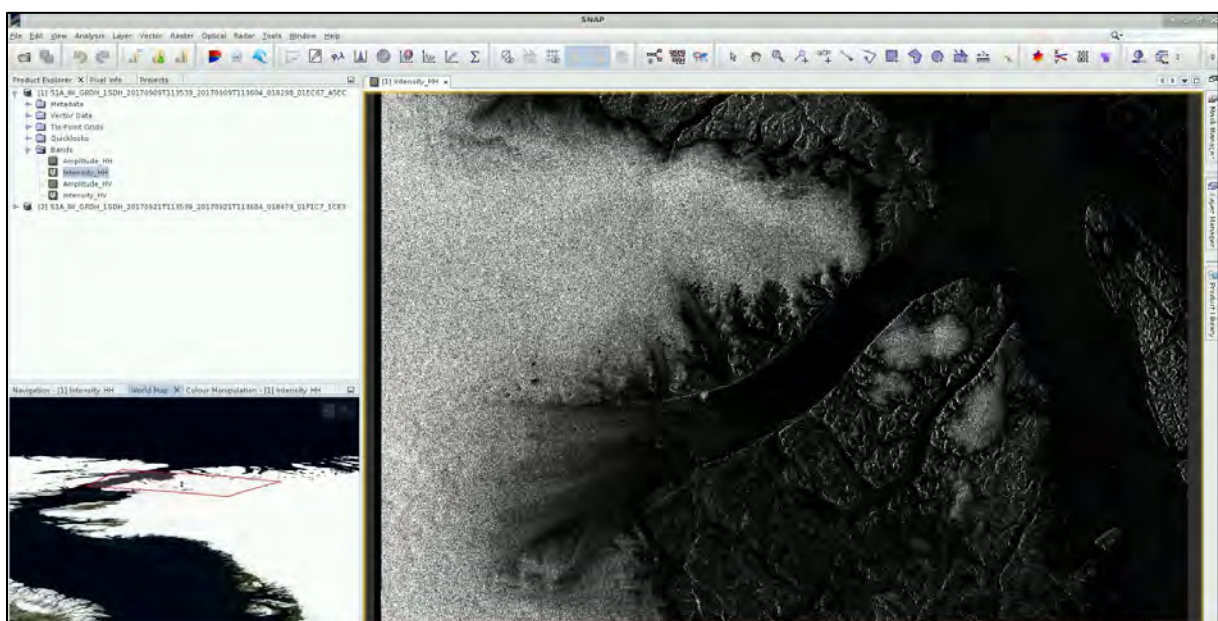 SNAP
File Edit View Analysis Layer Vector Raster Optical Radar Tools Window Help
Product Explorer X Pixel Info Projects
[1] Intensity_HH
[1] S1A_IW_GRDH_1SDH_20170909T113539_20170909T113604_018298_01EC67_A5EC
Metadata
Vector Data
Tie-Point Grids
Quicklooks
Bands
Amplitude_HH
Intensity_HH
Amplitude_HV
Intensity_HV
Mask Manager
Layer Manager
Product Library
Navigation - [1] Intensity_HH World Map X Colour Manipulation - [1] Intensity_HH